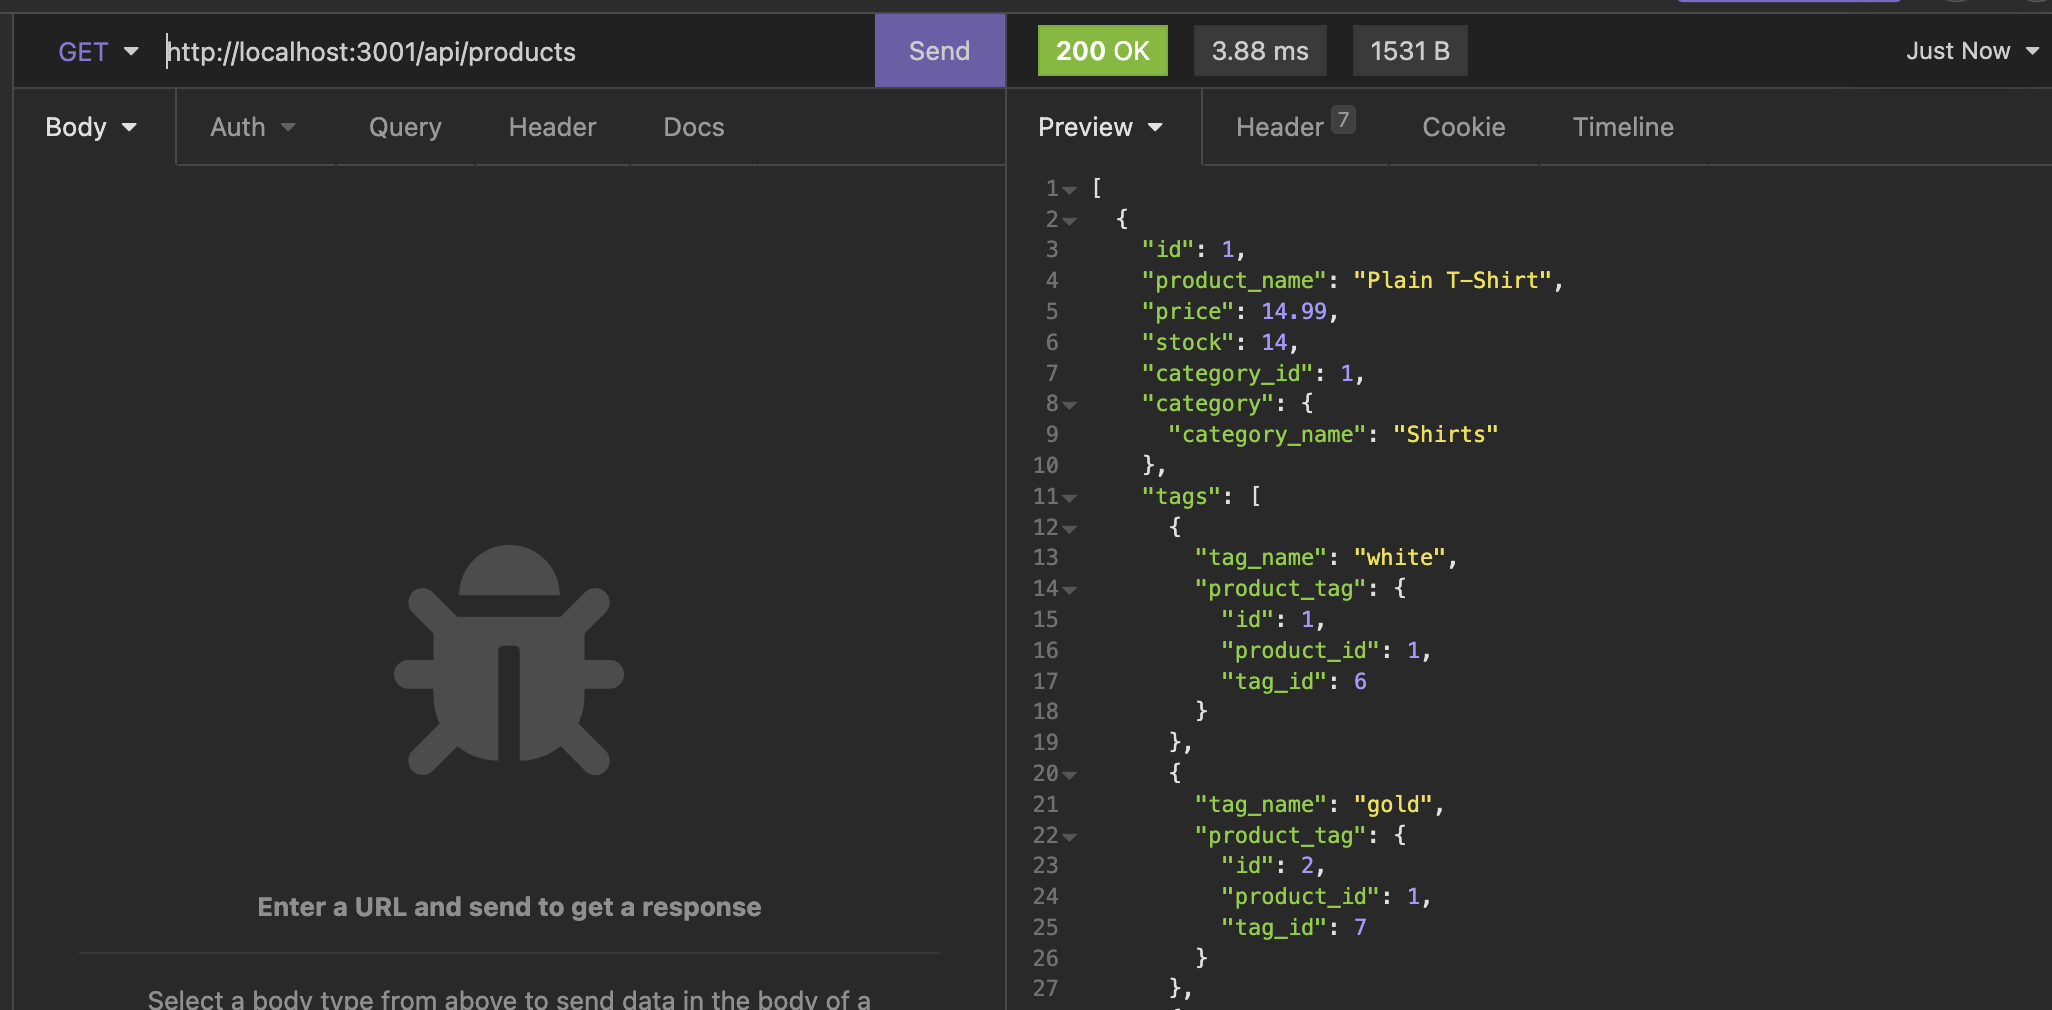 GET http://localhost:3001/api/products Send 200 OK 3.88 ms 1531 B Just Now
Body Auth Query Header Docs
Enter a URL and send to get a response
Select a body type from above to send data in the body of a
Preview Header 7 Cookie Timeline
1 [
2 {
3 "id": 1,
4 "product_name": "Plain T-Shirt",
5 "price": 14.99,
6 "stock": 14,
7 "category_id": 1,
8 "category": {
9 "category_name": "Shirts"
10 },
11 "tags": [
12 {
13 "tag_name": "white",
14 "product_tag": {
15 "id": 1,
16 "product_id": 1,
17 "tag_id": 6
18 }
19 },
20 {
21 "tag_name": "gold",
22 "product_tag": {
23 "id": 2,
24 "product_id": 1,
25 "tag_id": 7
26 }
27 },